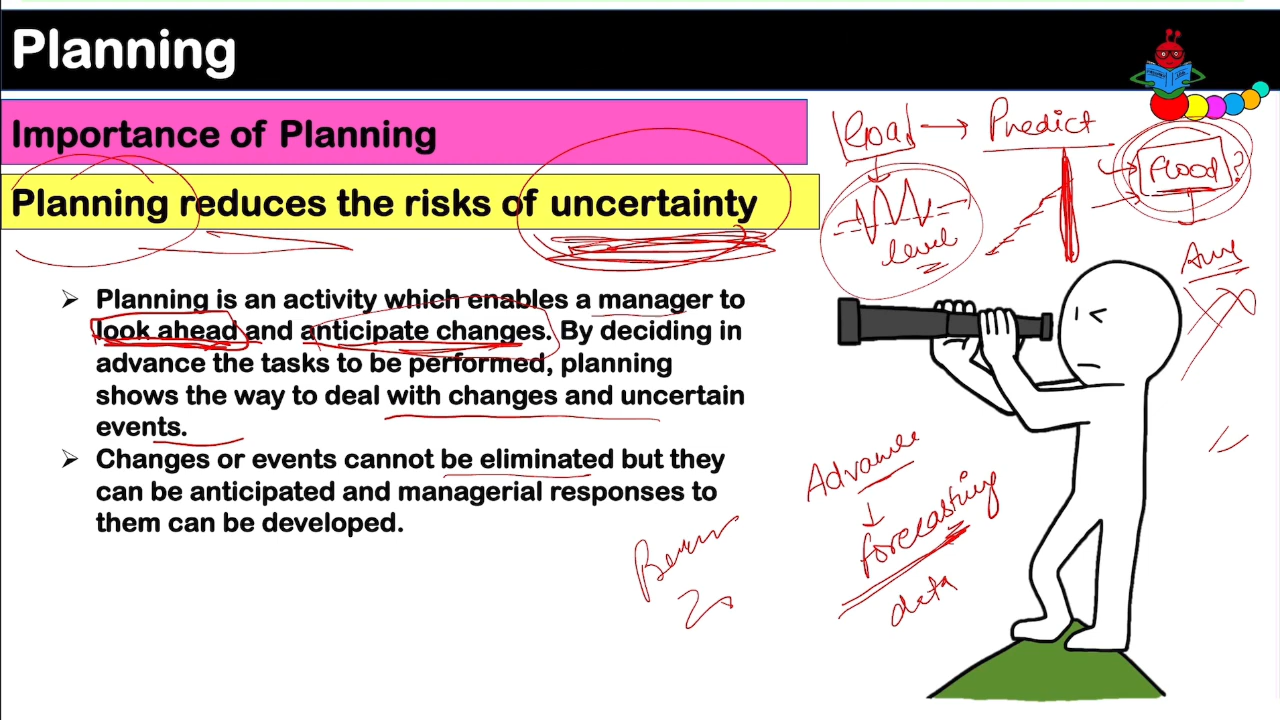 Planning
Importance of Planning
Planning reduces the risks of uncertainty
Planning is an activity which enables a manager to
look ahead and anticipate changes. By deciding in
advance the tasks to be performed, planning
shows the way to deal with changes and uncertain
events.
Changes or events cannot be eliminated but they
can be anticipated and managerial responses to
them can be developed.
Predict
flood?
level
Advance
forecasting
data